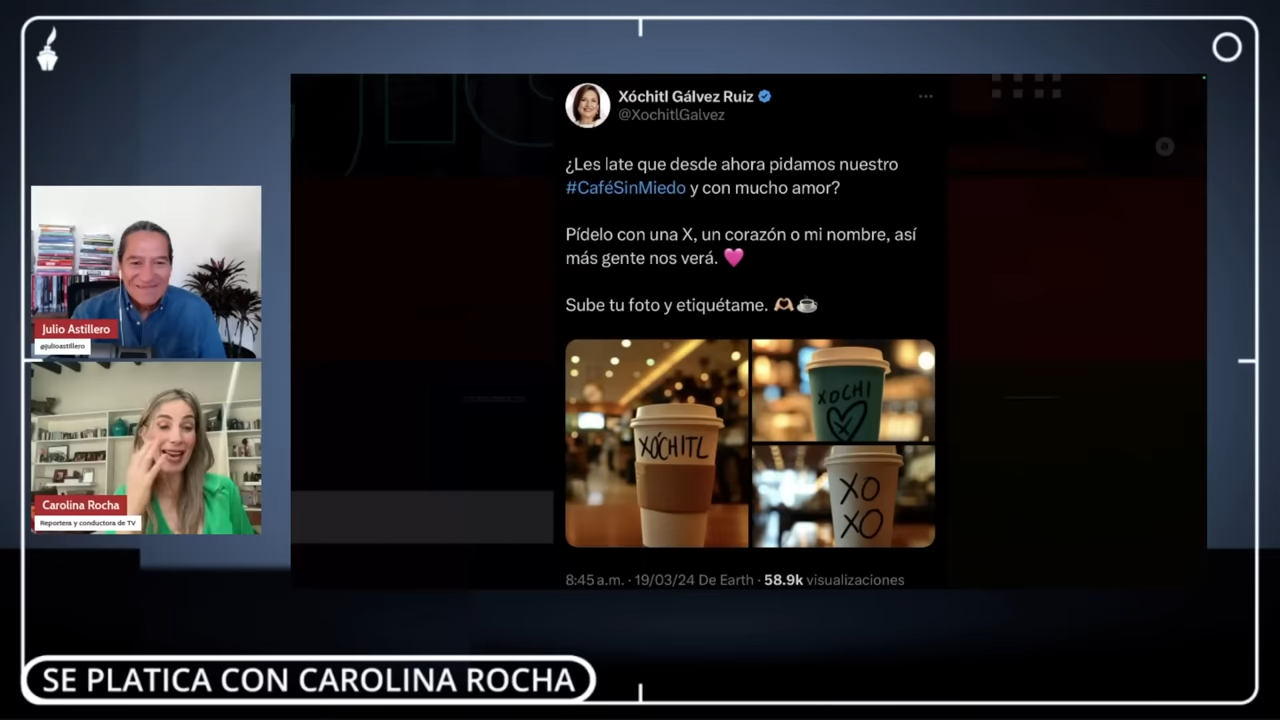 Xóchitl Gálvez Ruiz
@XochitlGalvez
¿Les late que desde ahora pidamos nuestro
#CaféSinMiedo y con mucho amor?
Pídelo con una X, un corazón o mi nombre, así
más gente nos verá. 🩷
Sube tu foto y etiquétame. 🫶🏼☕
XÓCHITL
XOCHI
XO
XO
8:45 a.m. · 19/03/24 De Earth · 58.9k visualizaciones
Julio Astillero
@julioastillero
Carolina Rocha
Reportera y conductora de TV
SE PLATICA CON CAROLINA ROCHA